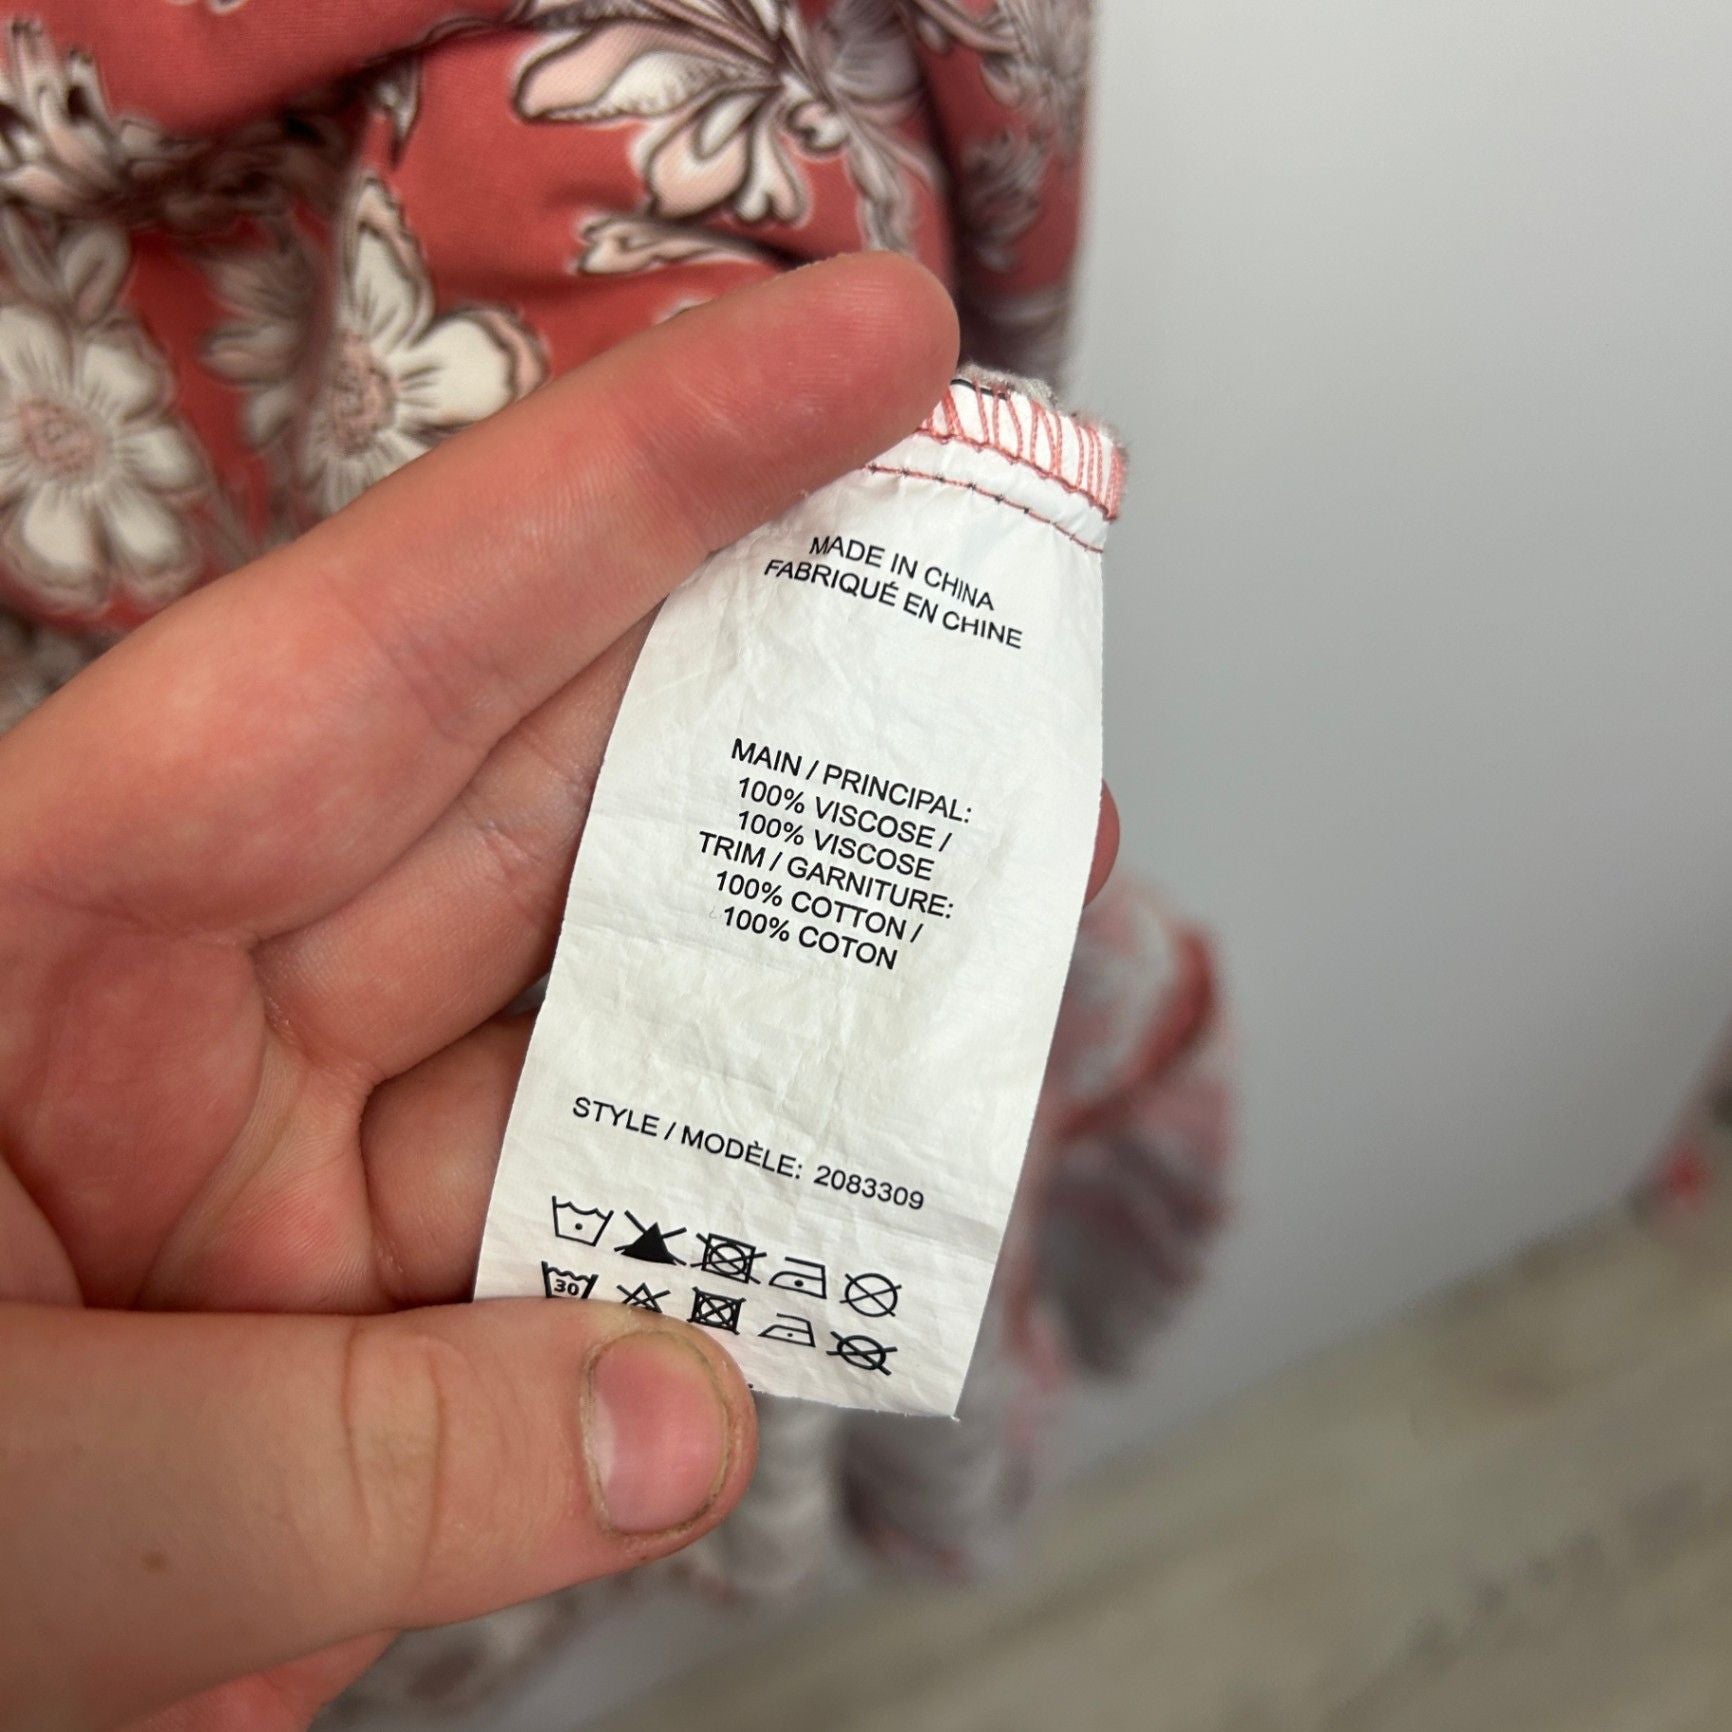 MADE IN CHINA
FABRIQUÉ EN CHINE
MAIN / PRINCIPAL:
100% VISCOSE /
100% VISCOSE
TRIM / GARNITURE:
100% COTTON /
100% COTON
STYLE / MODÈLE: 2083309
30